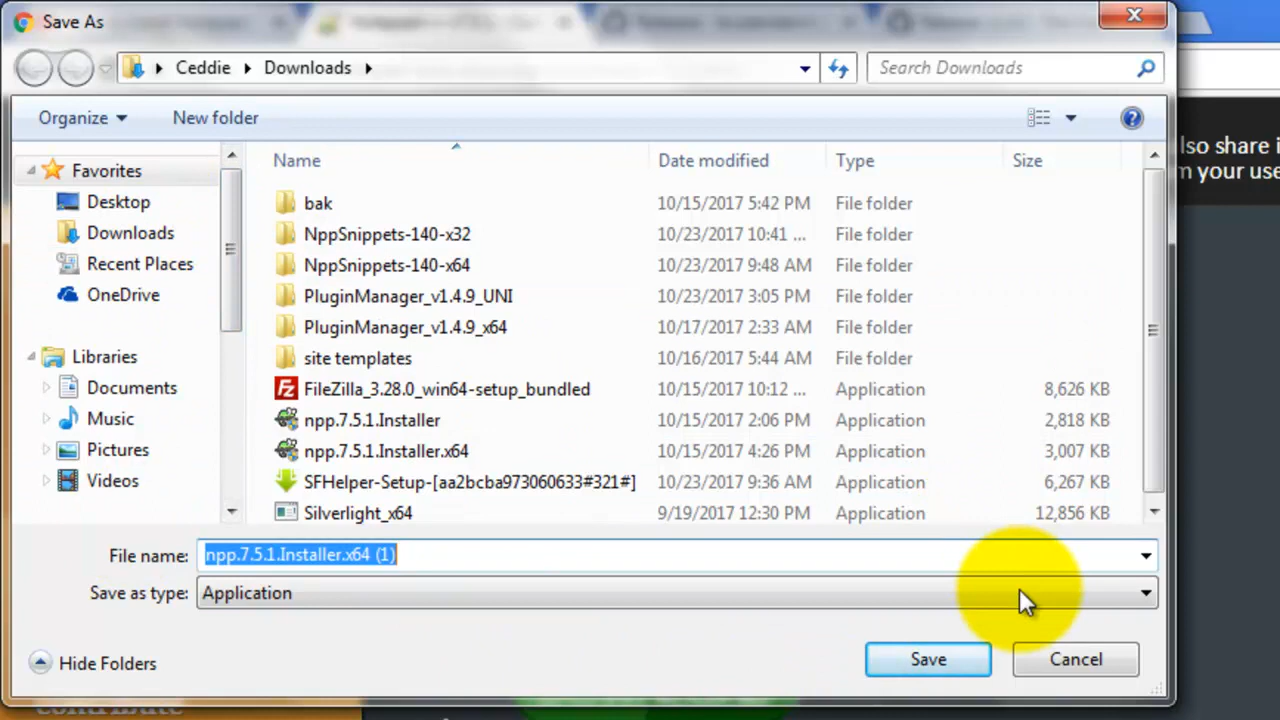 Save As
Ceddie Downloads
Search Downloads
Organize
New folder
lso share i
m your use
Name Date modified Type Size
Favorites
Desktop
Downloads
Recent Places
OneDrive
Libraries
Documents
Music
Pictures
Videos
bak 10/15/2017 5:42 PM File folder
NppSnippets-140-x32 10/23/2017 10:41 ... File folder
NppSnippets-140-x64 10/23/2017 9:48 AM File folder
PluginManager_v1.4.9_UNI 10/23/2017 3:05 PM File folder
PluginManager_v1.4.9_x64 10/17/2017 2:33 AM File folder
site templates 10/16/2017 5:44 AM File folder
FileZilla_3.28.0_win64-setup_bundled 10/15/2017 10:12 ... Application 8,626 KB
npp.7.5.1.Installer 10/15/2017 2:06 PM Application 2,818 KB
npp.7.5.1.Installer.x64 10/15/2017 4:26 PM Application 3,007 KB
SFHelper-Setup-[aa2bcba973060633#321#] 10/23/2017 9:36 AM Application 6,267 KB
Silverlight_x64 9/19/2017 12:30 PM Application 12,856 KB
File name: npp.7.5.1.Installer.x64 (1)
Save as type: Application
Hide Folders
Save
Cancel
contribute